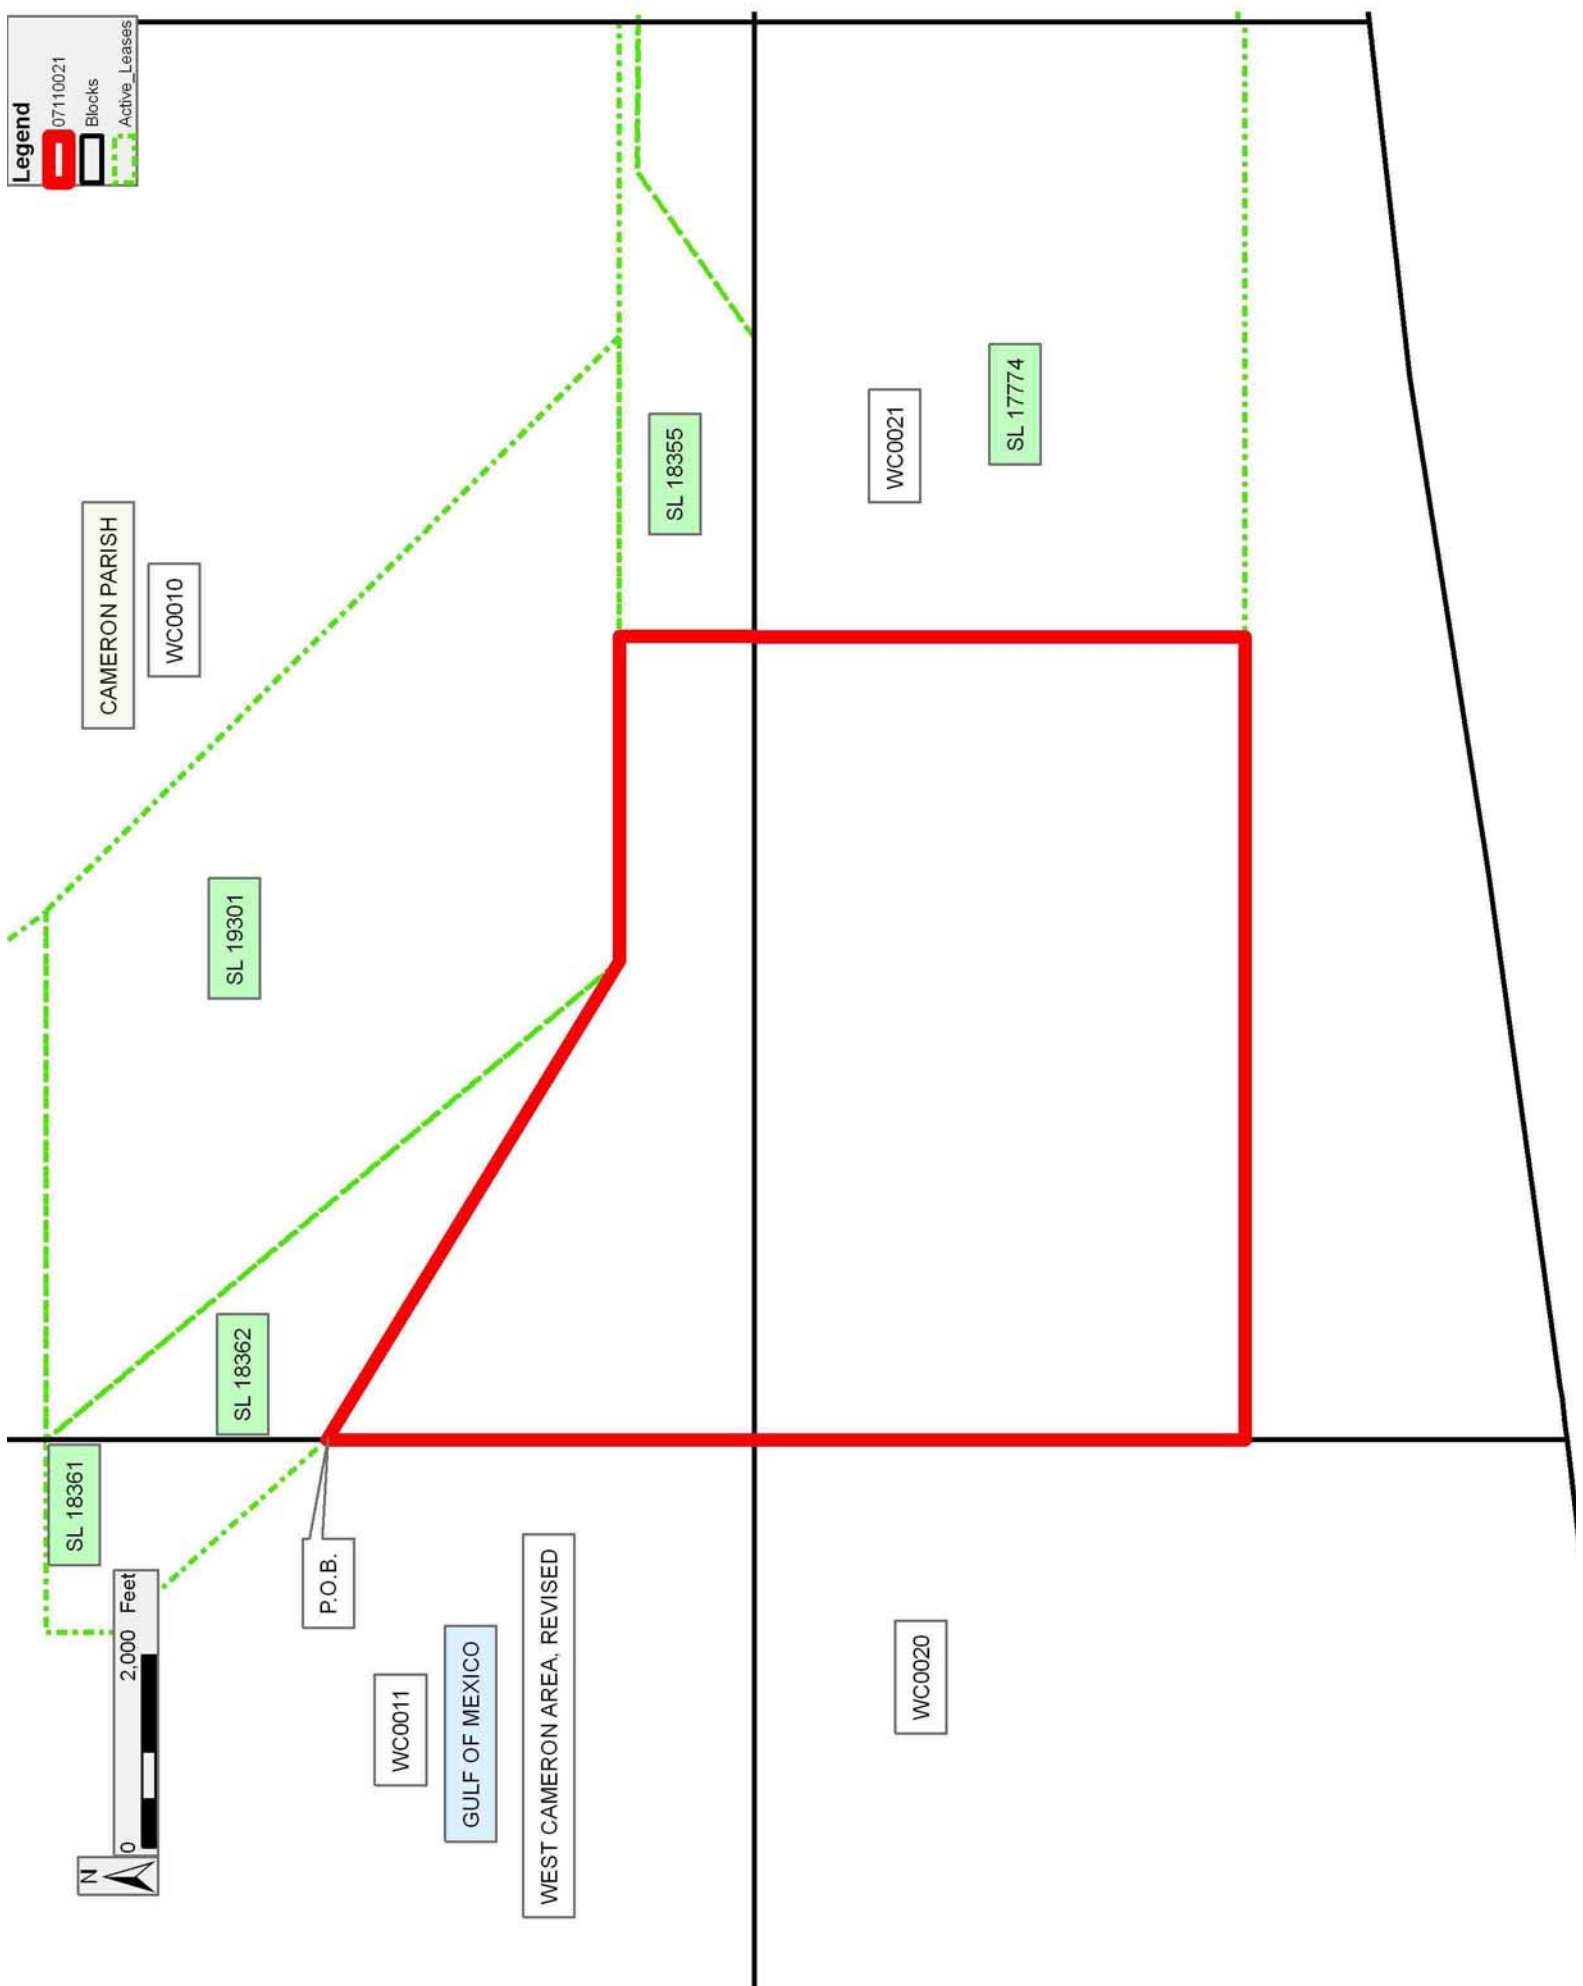 Legend
07110021
Blocks
Active_Leases
CAMERON PARISH
WC0010
SL 19301
SL 18355
WC0021
SL 17774
SL 18362
SL 18361
0 2,000 Feet
N
P.O.B.
WC0011
GULF OF MEXICO
WEST CAMERON AREA, REVISED
WC0020